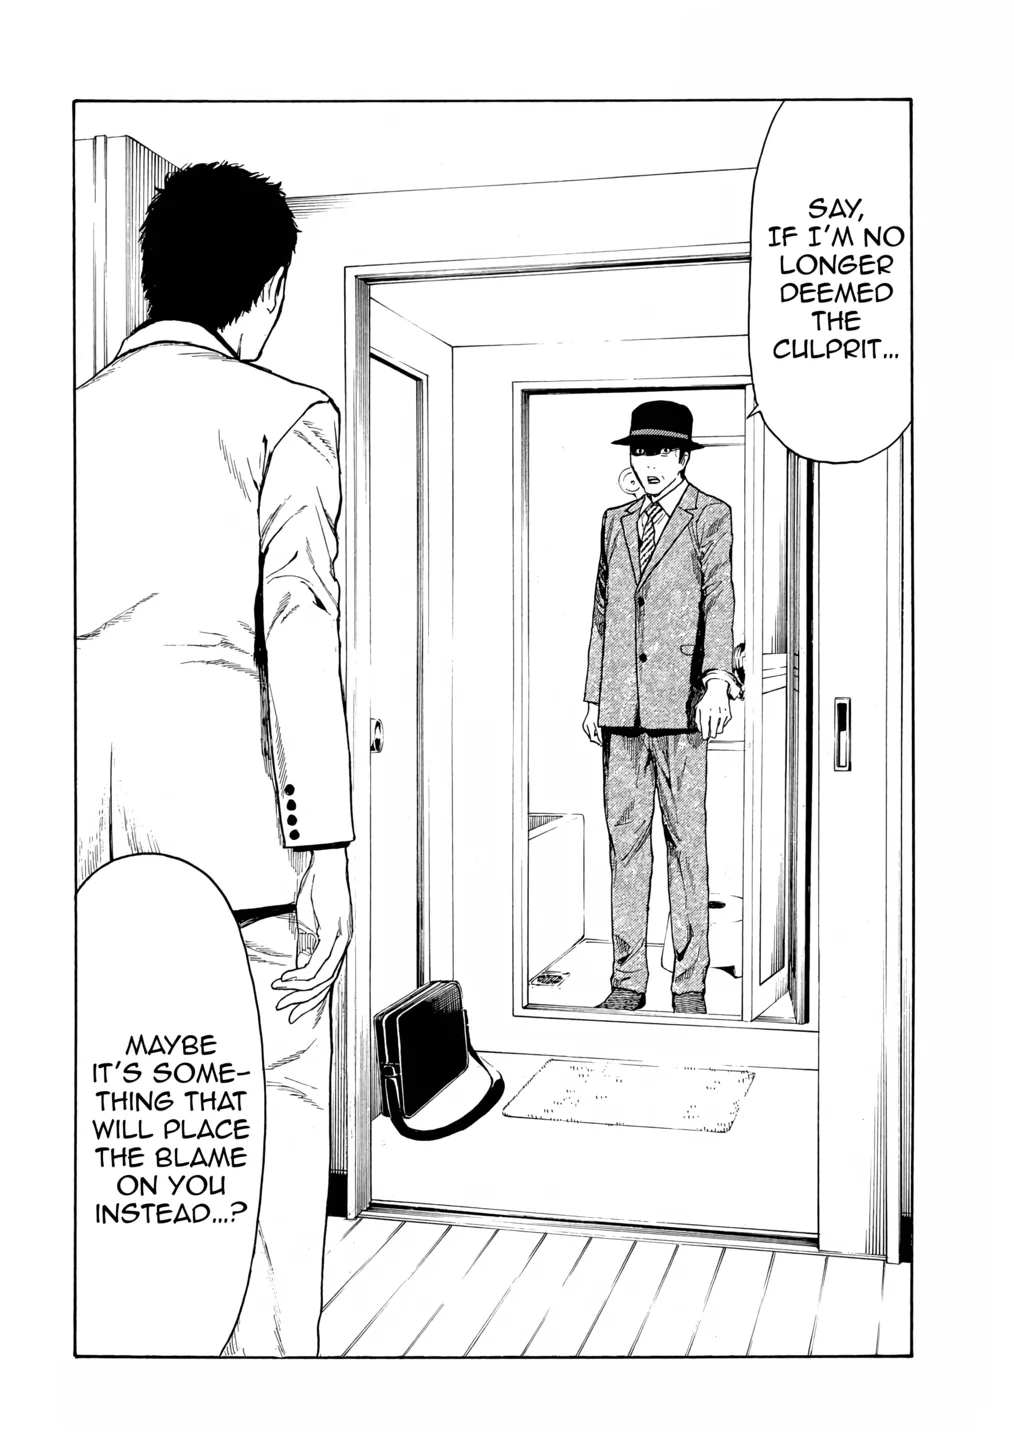 SAY,
IF I'M NO
LONGER
DEEMED
THE
CULPRIT...
MAYBE
IT'S SOME-
THING THAT
WILL PLACE
THE BLAME
ON YOU
INSTEAD...?